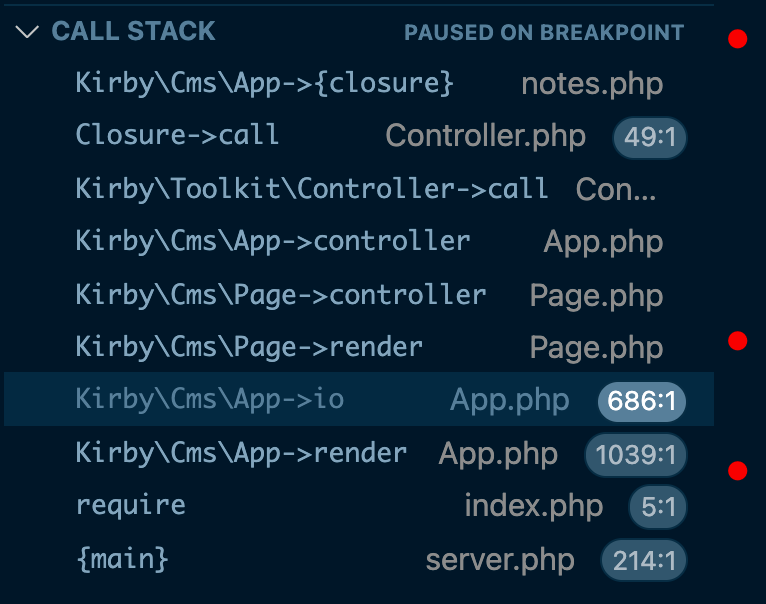 CALL STACK PAUSED ON BREAKPOINT
Kirby\Cms\App->{closure} notes.php
Closure->call Controller.php 49:1
Kirby\Toolkit\Controller->call Con...
Kirby\Cms\App->controller App.php
Kirby\Cms\Page->controller Page.php
Kirby\Cms\Page->render Page.php
Kirby\Cms\App->io App.php 686:1
Kirby\Cms\App->render App.php 1039:1
require index.php 5:1
{main} server.php 214:1